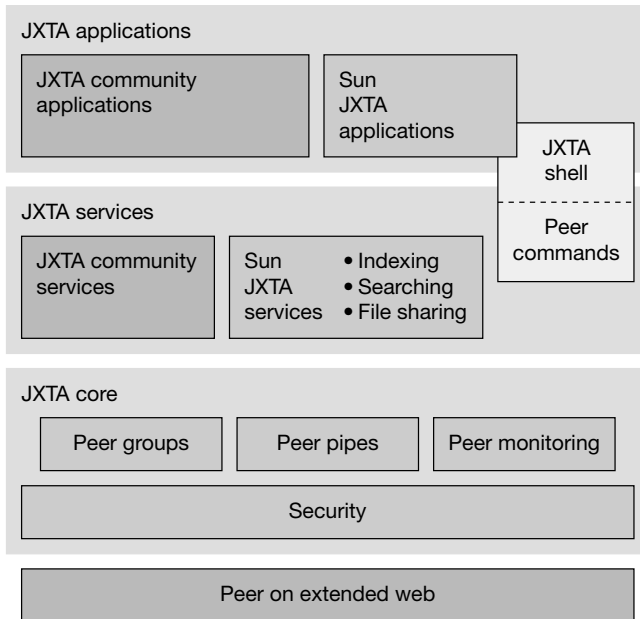 JXTA applications
JXTA community
applications
Sun
JXTA
applications
JXTA
shell
Peer
commands
JXTA services
JXTA community
services
Sun
JXTA
services
• Indexing
• Searching
• File sharing
JXTA core
Peer groups
Peer pipes
Peer monitoring
Security
Peer on extended web